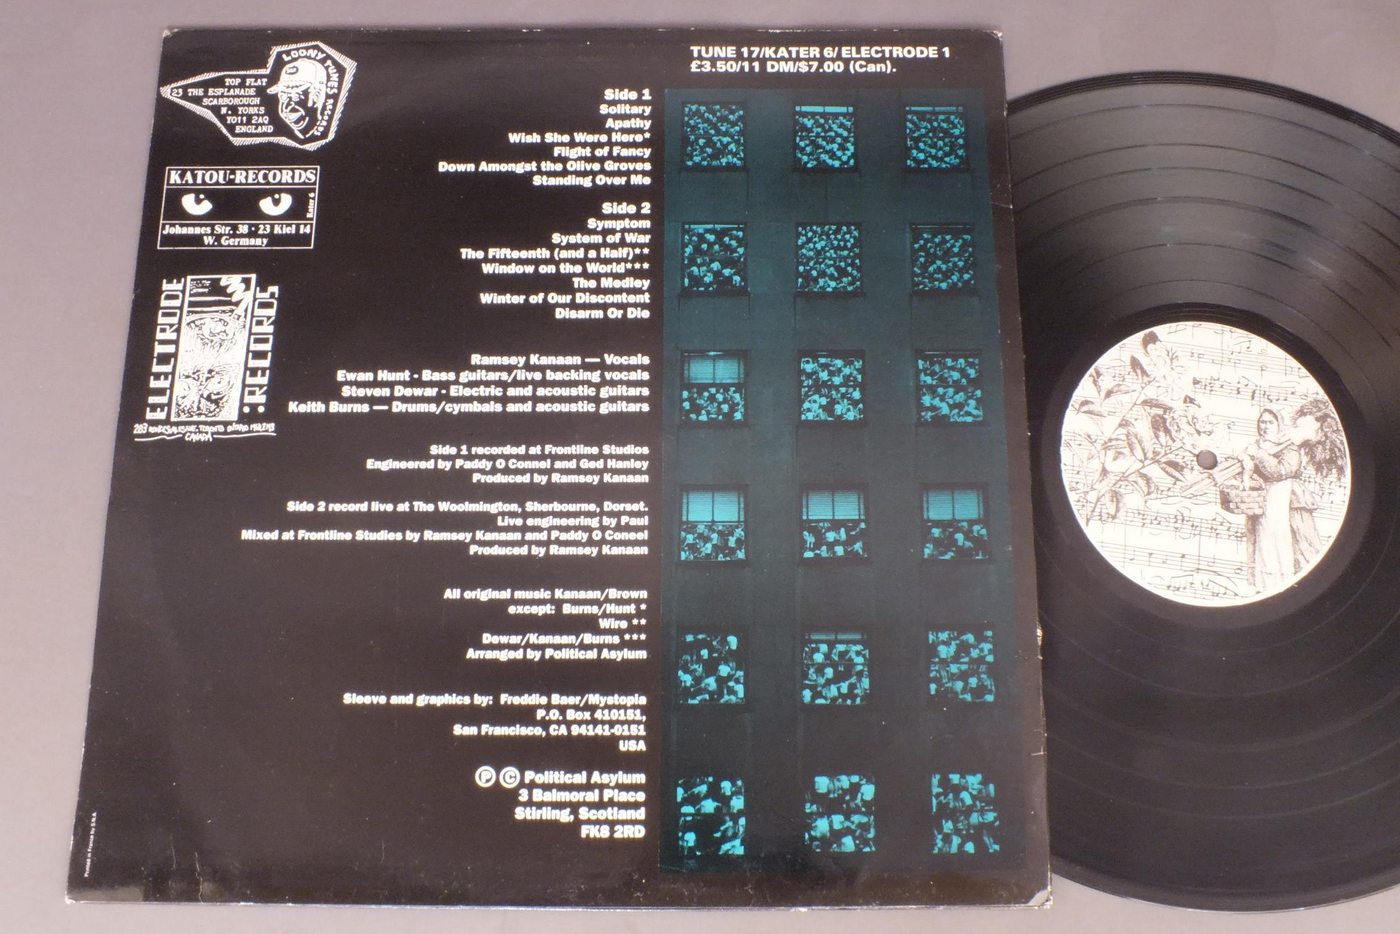 LOONY TUNES RECORDS
TOP FLAT
23 THE ESPLANADE
SCARBOROUGH
N. YORKS
YO11 2AQ
ENGLAND
KATOU-RECORDS
Kater 6
Johannes Str. 38 · 23 Kiel 14
W. Germany
ELECTRODE
:RECORDS
TORONTO ONTARIO
CANADA
TUNE 17/KATER 6/ ELECTRODE 1
£3.50/11 DM/$7.00 (Can).
Side 1
Solitary
Apathy
Wish She Were Here*
Flight of Fancy
Down Amongst the Olive Groves
Standing Over Me
Side 2
Symptom
System of War
The Fifteenth (and a Half)**
Window on the World***
The Medley
Winter of Our Discontent
Disarm Or Die
Ramsey Kanaan — Vocals
Ewan Hunt - Bass guitars/live backing vocals
Steven Dewar - Electric and acoustic guitars
Keith Burns — Drums/cymbals and acoustic guitars
Side 1 recorded at Frontline Studios
Engineered by Paddy O Connel and Ged Hanley
Produced by Ramsey Kanaan
Side 2 record live at The Woolmington, Sherbourne, Dorset.
Live engineering by Paul
Mixed at Frontline Studies by Ramsey Kanaan and Paddy O Coneel
Produced by Ramsey Kanaan
All original music Kanaan/Brown
except: Burns/Hunt *
Wire **
Dewar/Kanaan/Burns ***
Arranged by Political Asylum
Sleeve and graphics by: Freddie Baer/Mystopia
P.O. Box 410151,
San Francisco, CA 94141-0151
USA
Ⓟ © Political Asylum
3 Balmoral Place
Stirling, Scotland
FK8 2RD
Printed in France by S.N.A.